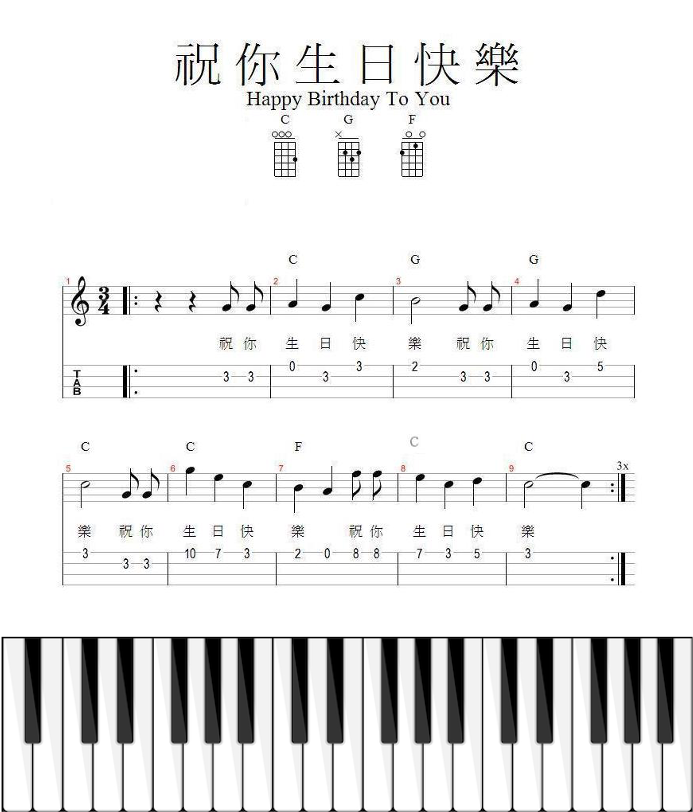 祝你生日快樂
Happy Birthday To You
C G F
C G G
1 2 3 4
3 4
祝 你 生 日 快 樂 祝 你 生 日 快
T A B 3 3 0 3 3 2 3 3 0 3 5
C C F C C
5 6 7 8 9 3x
樂 祝 你 生 日 快 樂 祝 你 生 日 快 樂
3 3 3 10 7 3 2 0 8 8 7 3 5 3